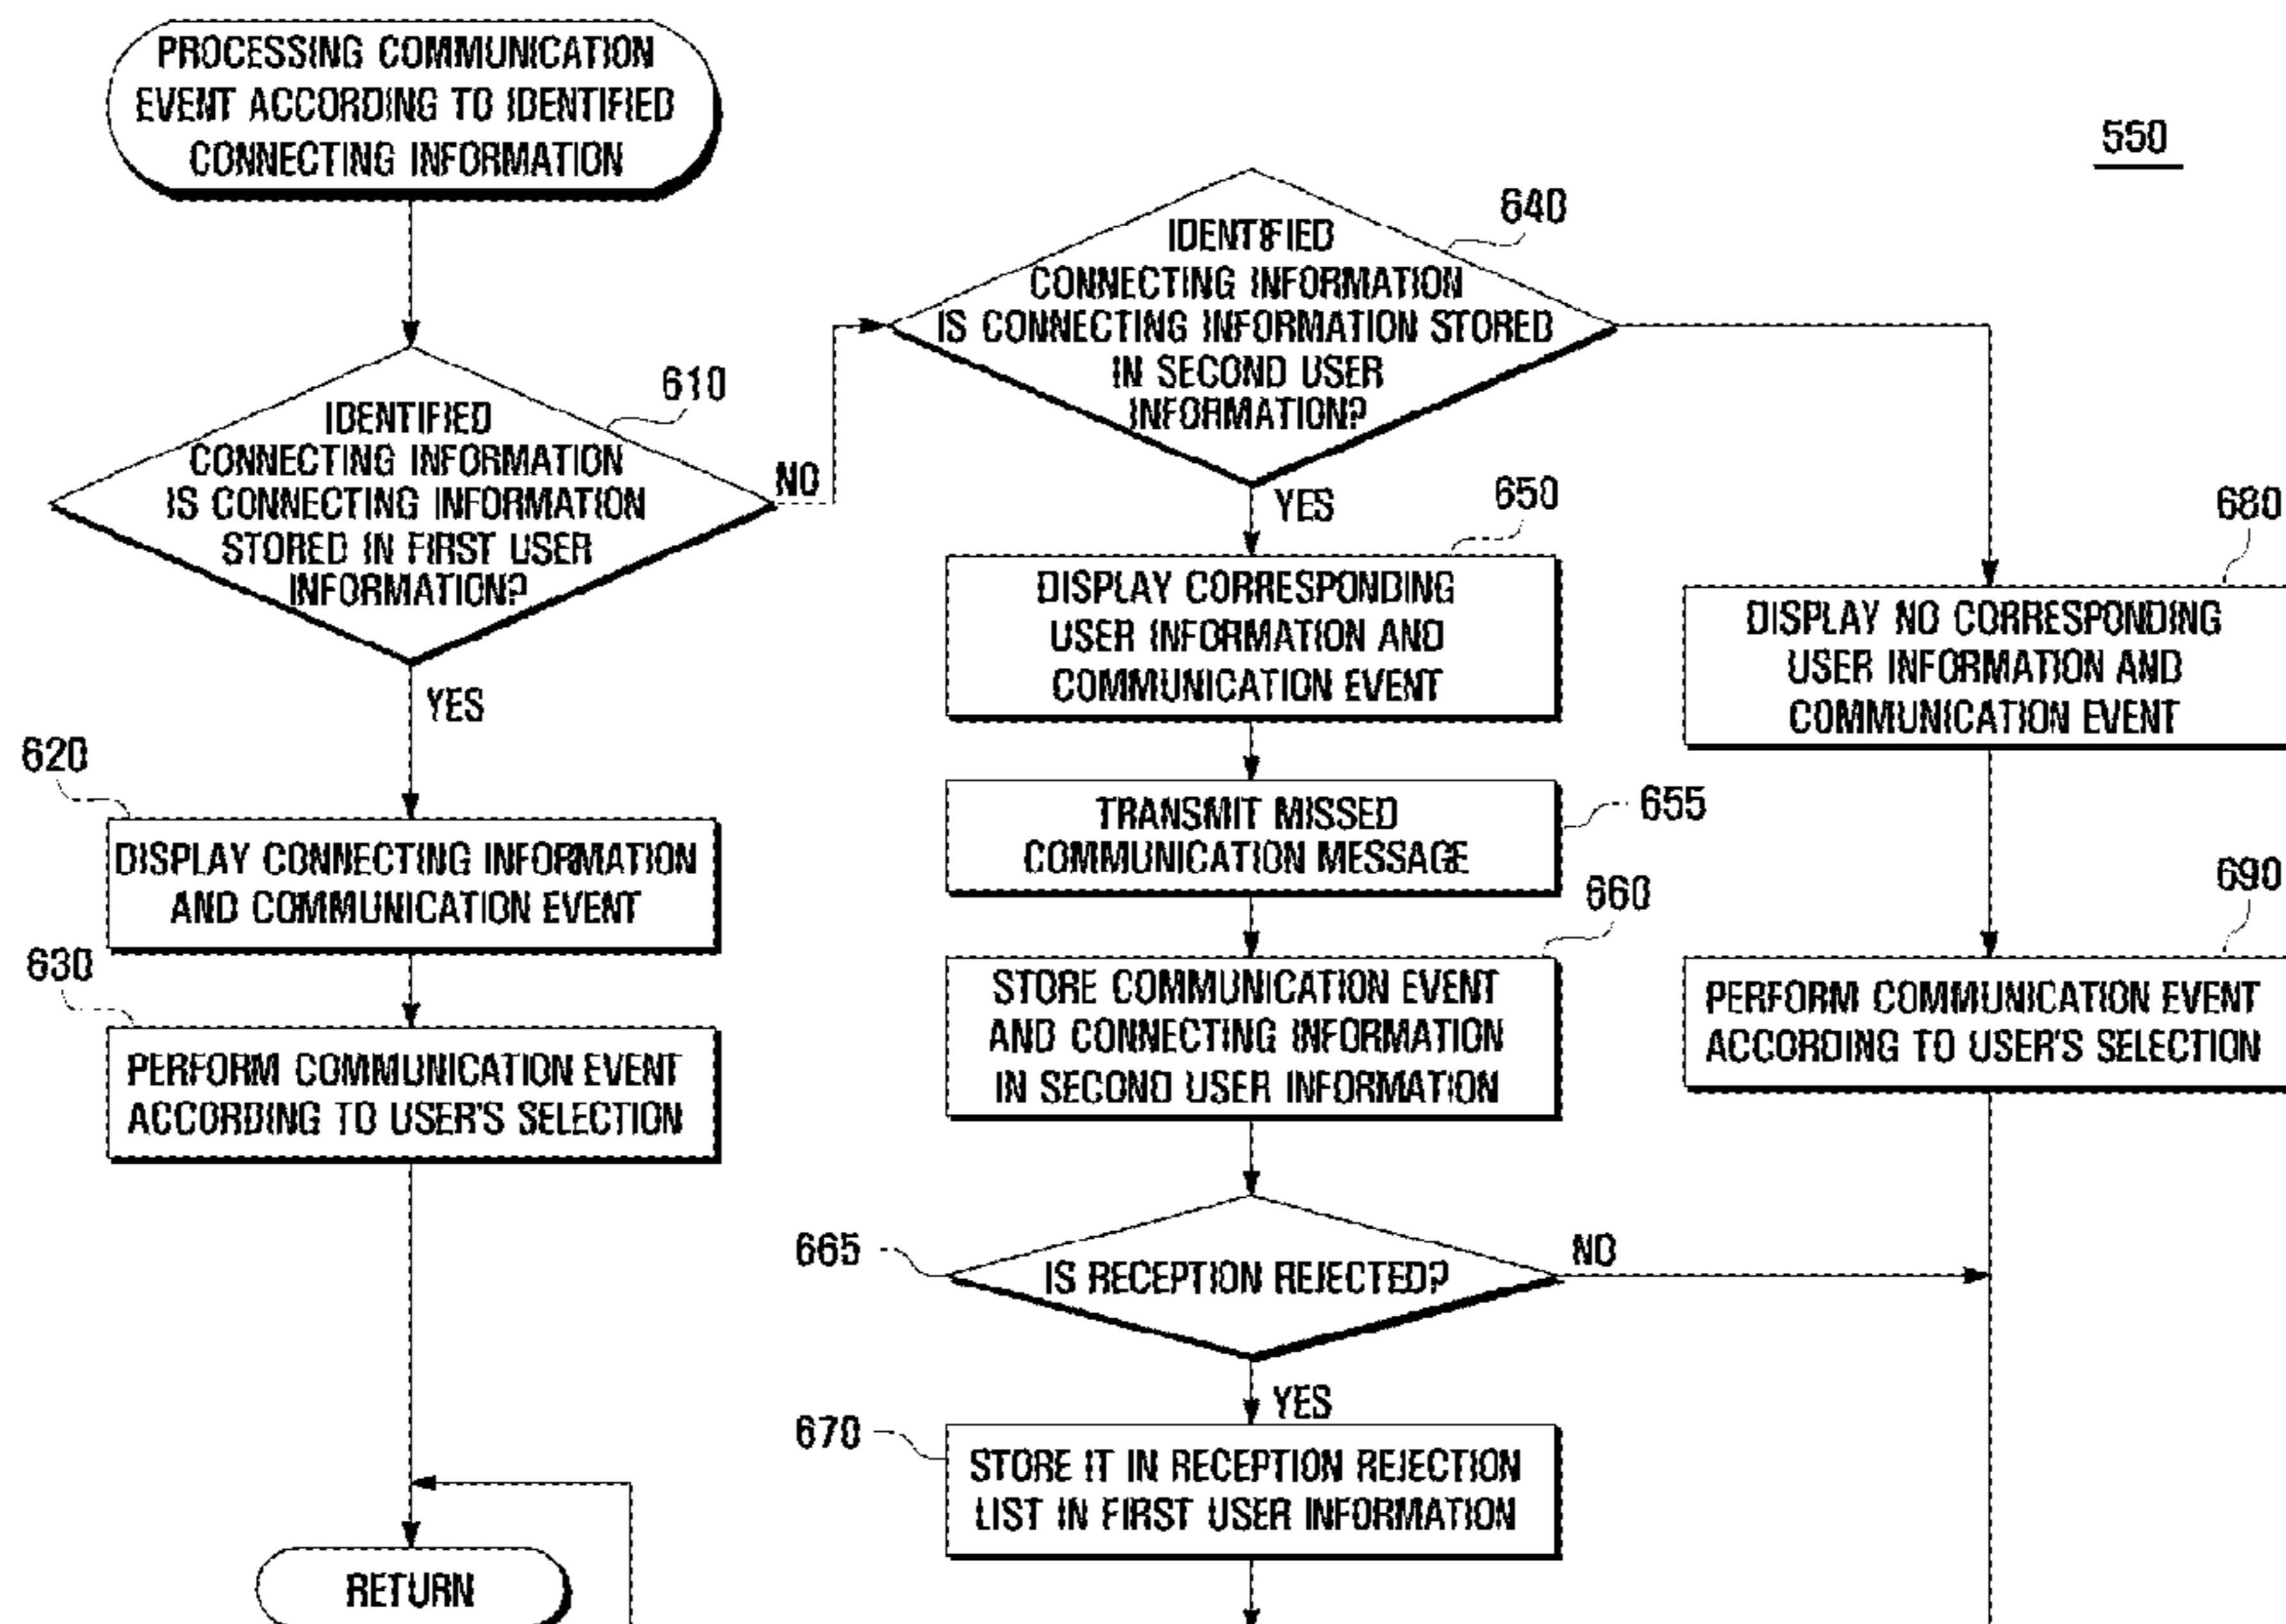 PROCESSING COMMUNICATION
EVENT ACCORDING TO IDENTIFIED
CONNECTING INFORMATION
550
610
IDENTIFIED
CONNECTING INFORMATION
IS CONNECTING INFORMATION
STORED IN FIRST USER
INFORMATION?
NO
YES
620
DISPLAY CONNECTING INFORMATION
AND COMMUNICATION EVENT
630
PERFORM COMMUNICATION EVENT
ACCORDING TO USER'S SELECTION
RETURN
640
IDENTIFIED
CONNECTING INFORMATION
IS CONNECTING INFORMATION STORED
IN SECOND USER
INFORMATION?
YES
650
DISPLAY CORRESPONDING
USER INFORMATION AND
COMMUNICATION EVENT
TRANSMIT MISSED
COMMUNICATION MESSAGE
655
660
STORE COMMUNICATION EVENT
AND CONNECTING INFORMATION
IN SECOND USER INFORMATION
665
IS RECEPTION REJECTED?
NO
YES
670
STORE IT IN RECEPTION REJECTION
LIST IN FIRST USER INFORMATION
680
DISPLAY NO CORRESPONDING
USER INFORMATION AND
COMMUNICATION EVENT
690
PERFORM COMMUNICATION EVENT
ACCORDING TO USER'S SELECTION